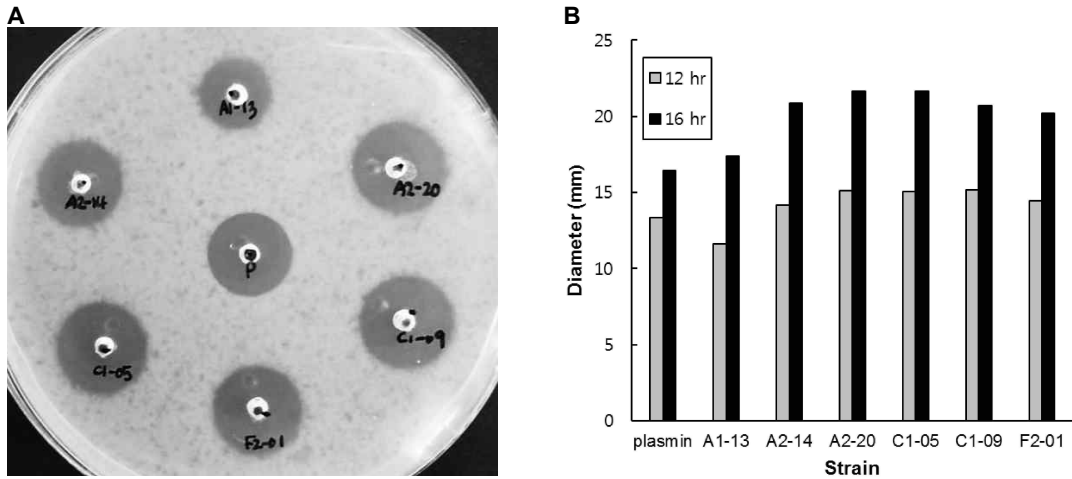 A
A1-13
A2-14
A2-20
P
C1-05
C1-09
F2-01
B
25
20
15
10
5
0
Diameter (mm)
12 hr
16 hr
plasmin A1-13 A2-14 A2-20 C1-05 C1-09 F2-01
Strain